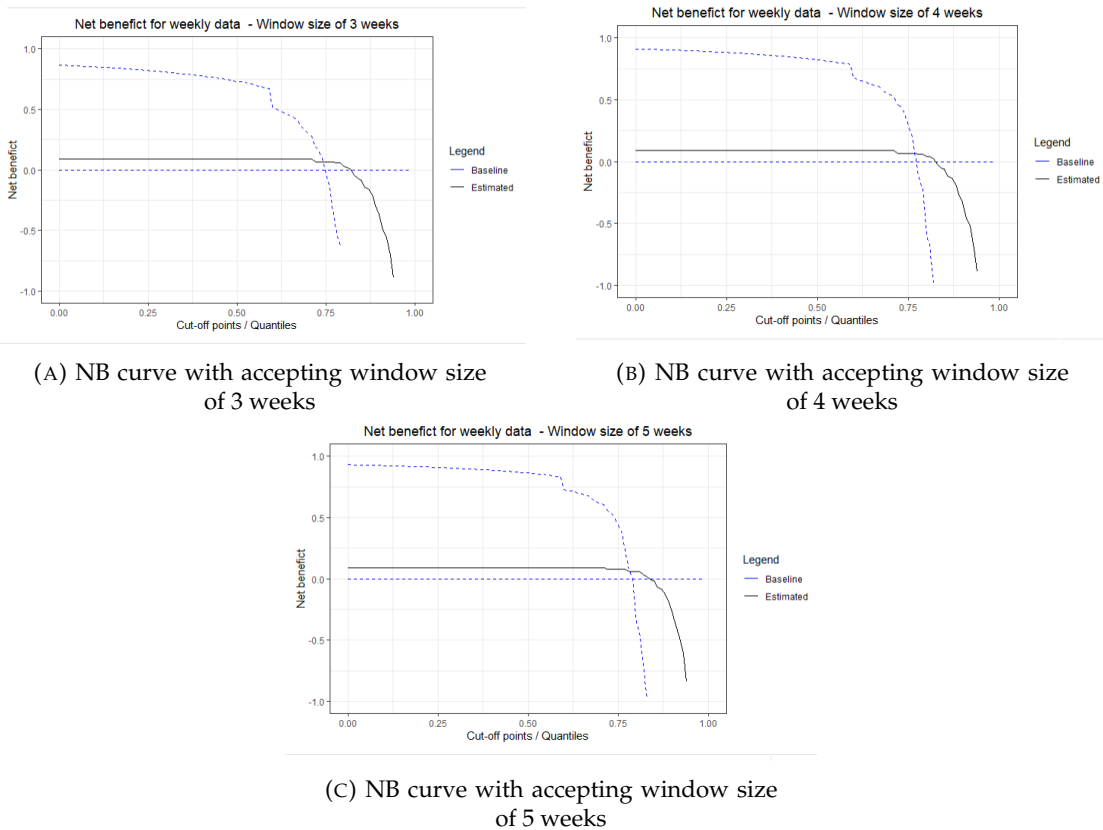 Net benefict for weekly data - Window size of 3 weeks
1.0
0.5
0.0
-0.5
-1.0
Net benefict
0.00 0.25 0.50 0.75 1.00
Cut-off points / Quantiles
Legend
Baseline
Estimated
(A) NB curve with accepting window size
of 3 weeks
Net benefict for weekly data - Window size of 4 weeks
1.0
0.5
0.0
-0.5
-1.0
Net benefict
0.00 0.25 0.50 0.75 1.00
Cut-off points / Quantiles
Legend
Baseline
Estimated
(B) NB curve with accepting window size
of 4 weeks
Net benefict for weekly data - Window size of 5 weeks
1.0
0.5
0.0
-0.5
-1.0
Net benefict
0.00 0.25 0.50 0.75 1.00
Cut-off points / Quantiles
Legend
Baseline
Estimated
(C) NB curve with accepting window size
of 5 weeks